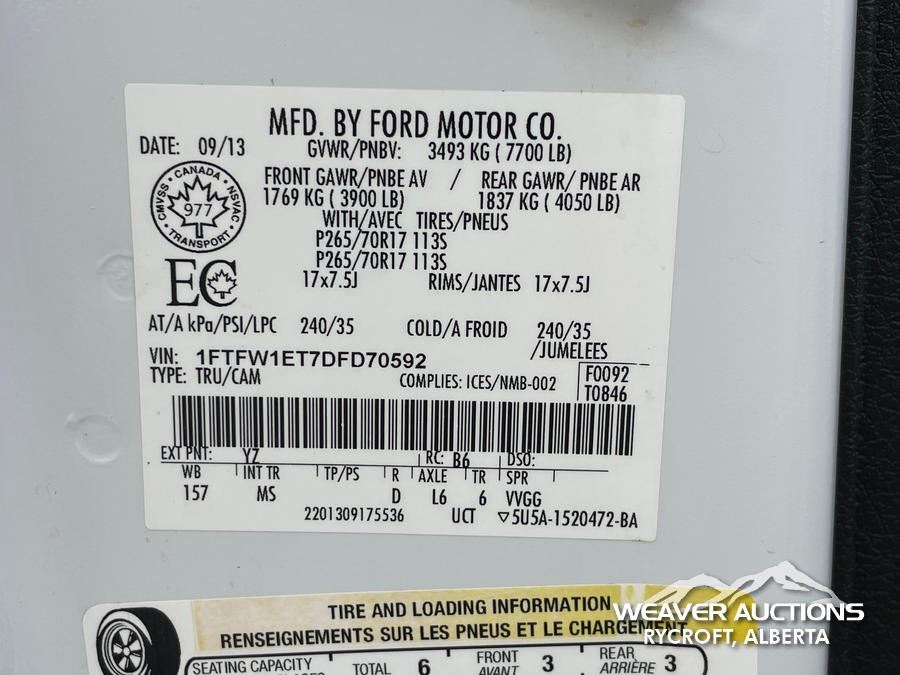 MFD. BY FORD MOTOR CO.
DATE: 09/13
GVWR/PNBV: 3493 KG ( 7700 LB)
FRONT GAWR/PNBE AV / REAR GAWR/ PNBE AR
1769 KG ( 3900 LB) 1837 KG ( 4050 LB)
WITH/AVEC TIRES/PNEUS
P265/70R17 113S
P265/70R17 113S
17x7.5J RIMS/JANTES 17x7.5J
CMVSS • CANADA • NSVAC • TRANSPORT •
977
EC
AT/A kPa/PSI/LPC 240/35 COLD/A FROID 240/35
/JUMELEES
VIN: 1FTFW1ET7DFD70592
TYPE: TRU/CAM COMPLIES: ICES/NMB-002
F0092
T0846
EXT PNT: YZ RC: B6 DSO:
WB INT TR TP/PS R AXLE TR SPR
157 MS D L6 6 VVGG
2201309175536 UCT ▽5U5A-1520472-BA
TIRE AND LOADING INFORMATION
RENSEIGNEMENTS SUR LES PNEUS ET LE CHARGEMENT
SEATING CAPACITY TOTAL 6 FRONT AVANT 3 REAR ARRIÈRE 3
WEAVER AUCTIONS
RYCROFT, ALBERTA